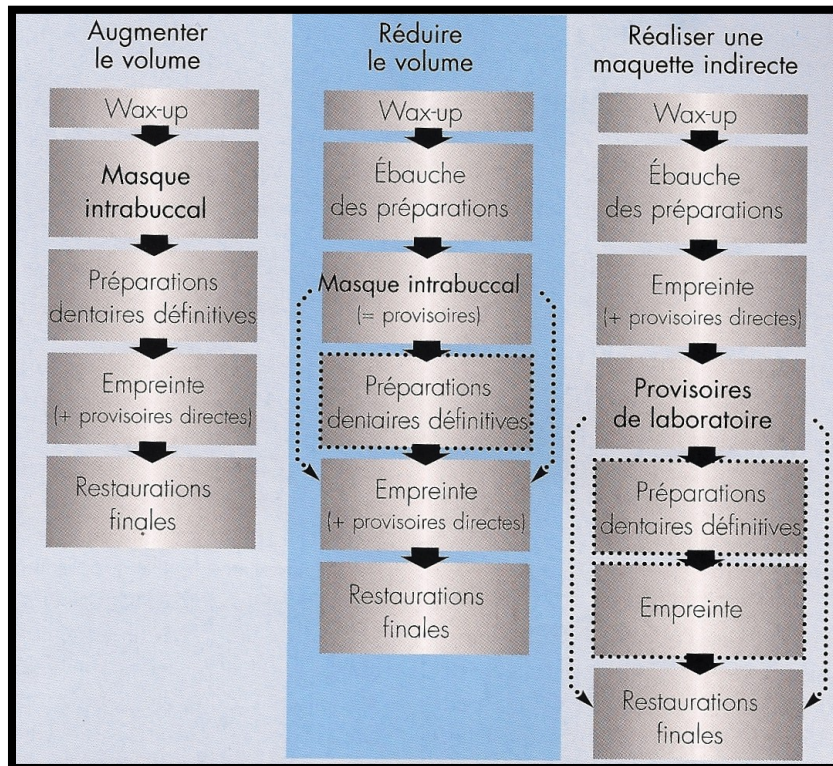 Augmenter
le volume
Wax-up
Masque
intrabuccal
Préparations
dentaires définitives
Empreinte
(+ provisoires directes)
Restaurations
finales
Réduire
le volume
Wax-up
Ébauche
des préparations
Masque intrabuccal
(= provisoires)
Préparations
dentaires définitives
Empreinte
(+ provisoires directes)
Restaurations
finales
Réaliser une
maquette indirecte
Wax-up
Ébauche
des préparations
Empreinte
(+ provisoires directes)
Provisoires
de laboratoire
Préparations
dentaires définitives
Empreinte
Restaurations
finales